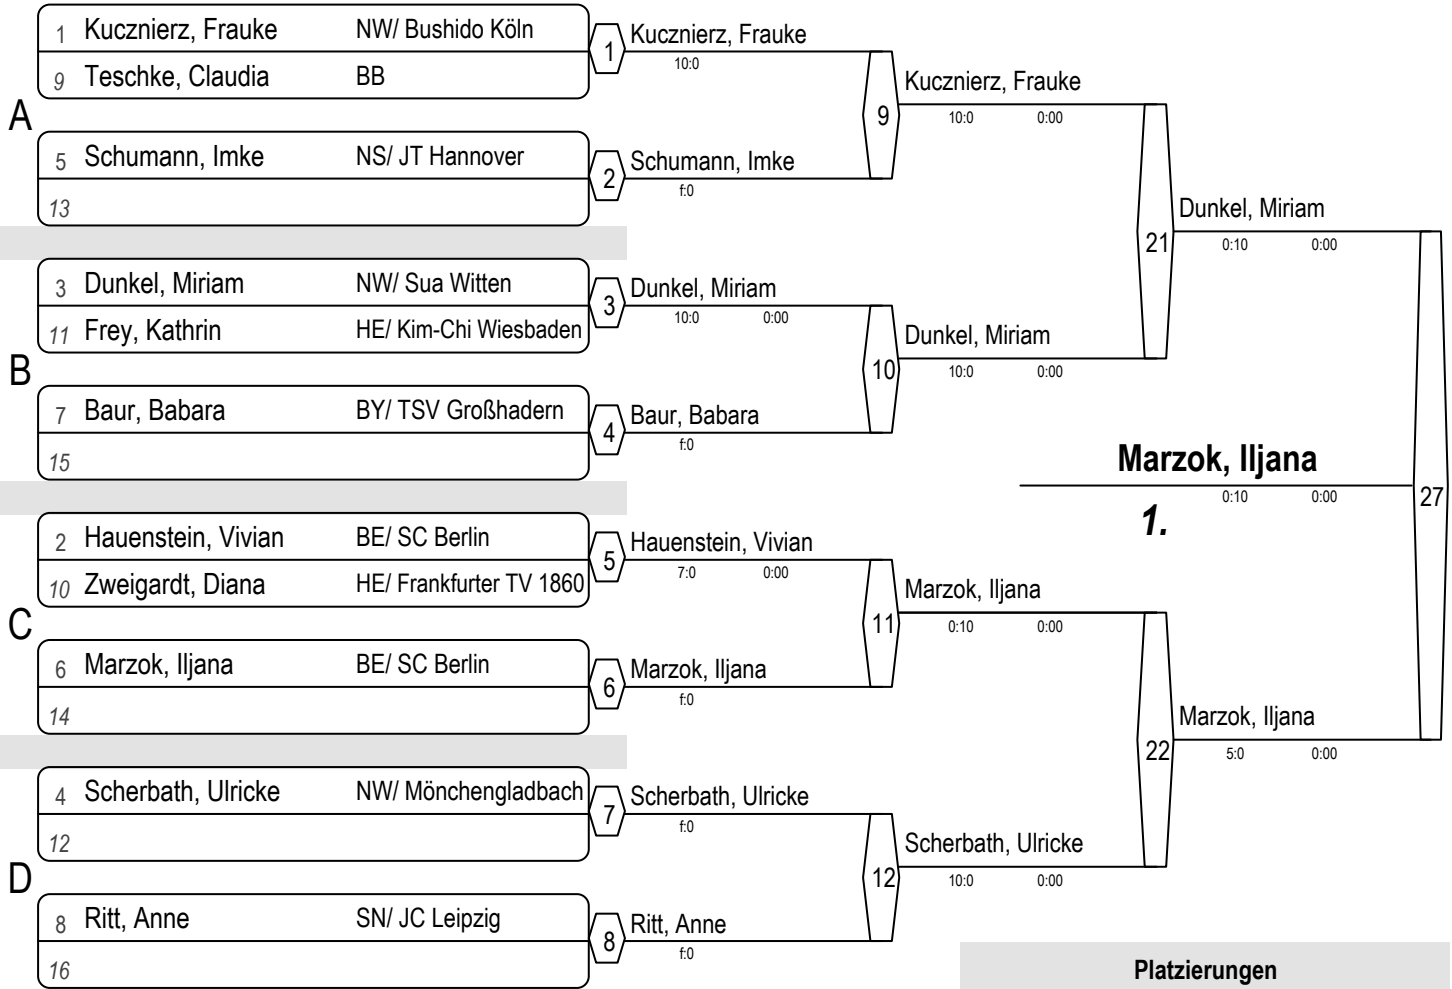 1 Kucznierz, Frauke NW/ Bushido Köln
9 Teschke, Claudia BB
1 Kucznierz, Frauke
10:0
A
5 Schumann, Imke NS/ JT Hannover
13
2 Schumann, Imke
f:0
9 Kucznierz, Frauke
10:0 0:00
3 Dunkel, Miriam NW/ Sua Witten
11 Frey, Kathrin HE/ Kim-Chi Wiesbaden
3 Dunkel, Miriam
10:0 0:00
B
7 Baur, Babara BY/ TSV Großhadern
15
4 Baur, Babara
f:0
10 Dunkel, Miriam
10:0 0:00
21 Dunkel, Miriam
0:10 0:00
2 Hauenstein, Vivian BE/ SC Berlin
10 Zweigardt, Diana HE/ Frankfurter TV 1860
5 Hauenstein, Vivian
7:0 0:00
C
6 Marzok, Iljana BE/ SC Berlin
14
6 Marzok, Iljana
f:0
11 Marzok, Iljana
0:10 0:00
4 Scherbath, Ulricke NW/ Mönchengladbach
12
7 Scherbath, Ulricke
f:0
D
8 Ritt, Anne SN/ JC Leipzig
16
8 Ritt, Anne
f:0
12 Scherbath, Ulricke
10:0 0:00
22 Marzok, Iljana
5:0 0:00
Marzok, Iljana
0:10 0:00 27
1.
Platzierungen